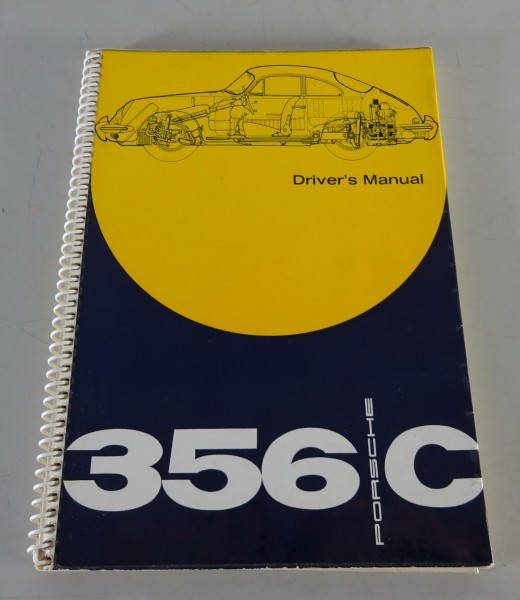 Driver's Manual
356 C
PORSCHE